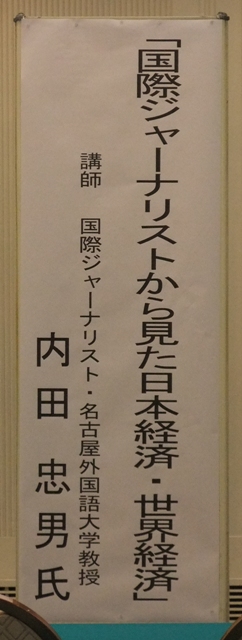 「国際ジャーナリストから見た日本経済・世界経済」
講師　国際ジャーナリスト・名古屋外国語大学教授
内田　忠男氏